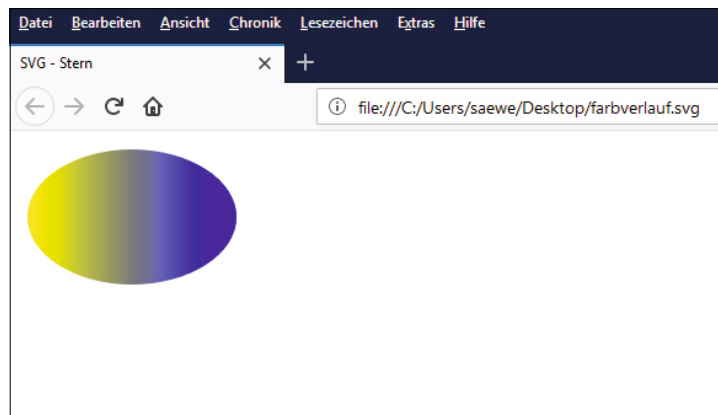 Datei Bearbeiten Ansicht Chronik Lesezeichen Extras Hilfe
SVG - Stern
file:///C:/Users/saewe/Desktop/farbverlauf.svg